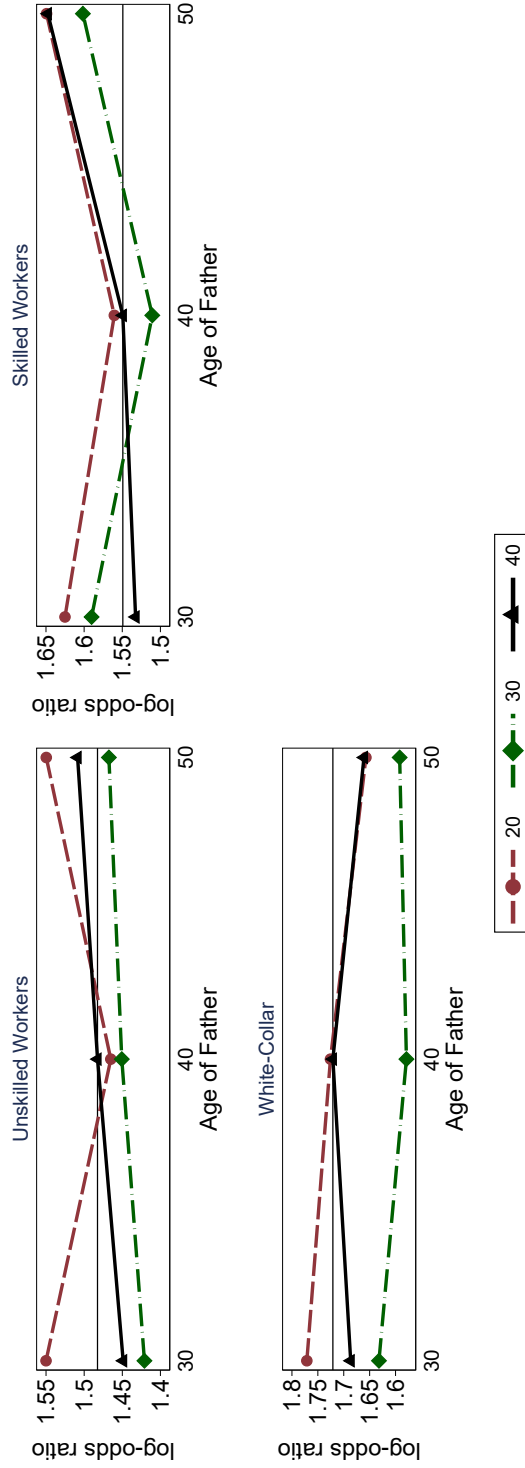 Unskilled Workers
log-odds ratio
1.55
1.5
1.45
1.4
30 40 50
Age of Father
Skilled Workers
log-odds ratio
1.65
1.6
1.55
1.5
30 40 50
Age of Father
White-Collar
log-odds ratio
1.8
1.75
1.7
1.65
1.6
30 40 50
Age of Father
20 30 40